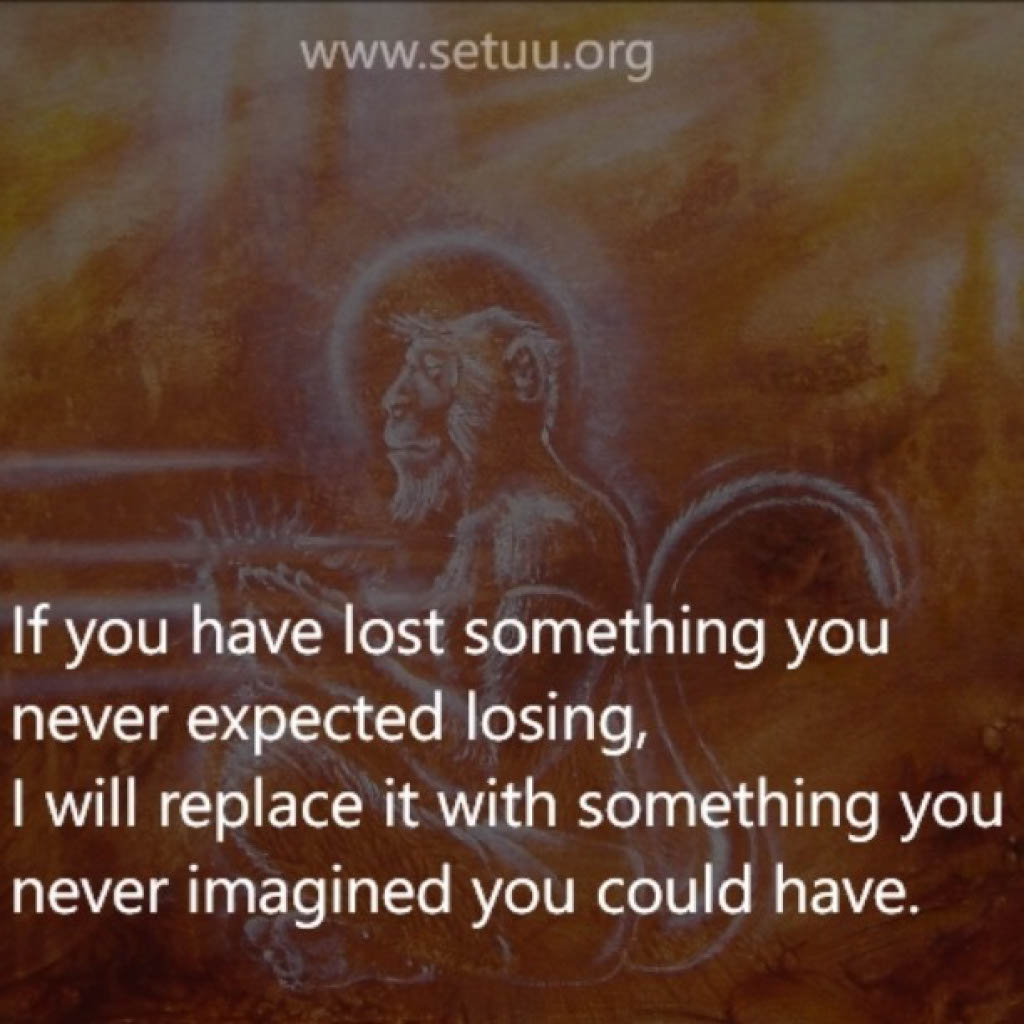 www.setuu.org
If you have lost something you
never expected losing,
I will replace it with something you
never imagined you could have.